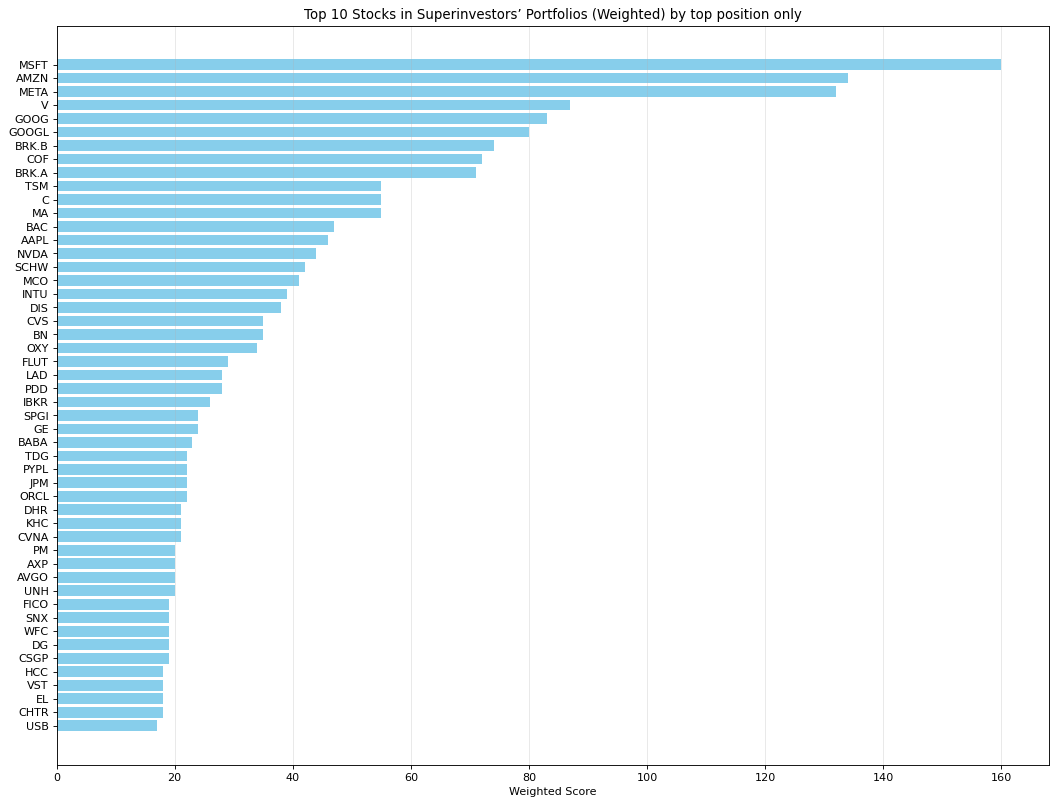 Top 10 Stocks in Superinvestors’ Portfolios (Weighted) by top position only
MSFT
AMZN
META
V
GOOG
GOOGL
BRK.B
COF
BRK.A
TSM
C
MA
BAC
AAPL
NVDA
SCHW
MCO
INTU
DIS
CVS
BN
OXY
FLUT
LAD
PDD
IBKR
SPGI
GE
BABA
TDG
PYPL
JPM
ORCL
DHR
KHC
CVNA
PM
AXP
AVGO
UNH
FICO
SNX
WFC
DG
CSGP
HCC
VST
EL
CHTR
USB
0 20 40 60 80 100 120 140 160
Weighted Score